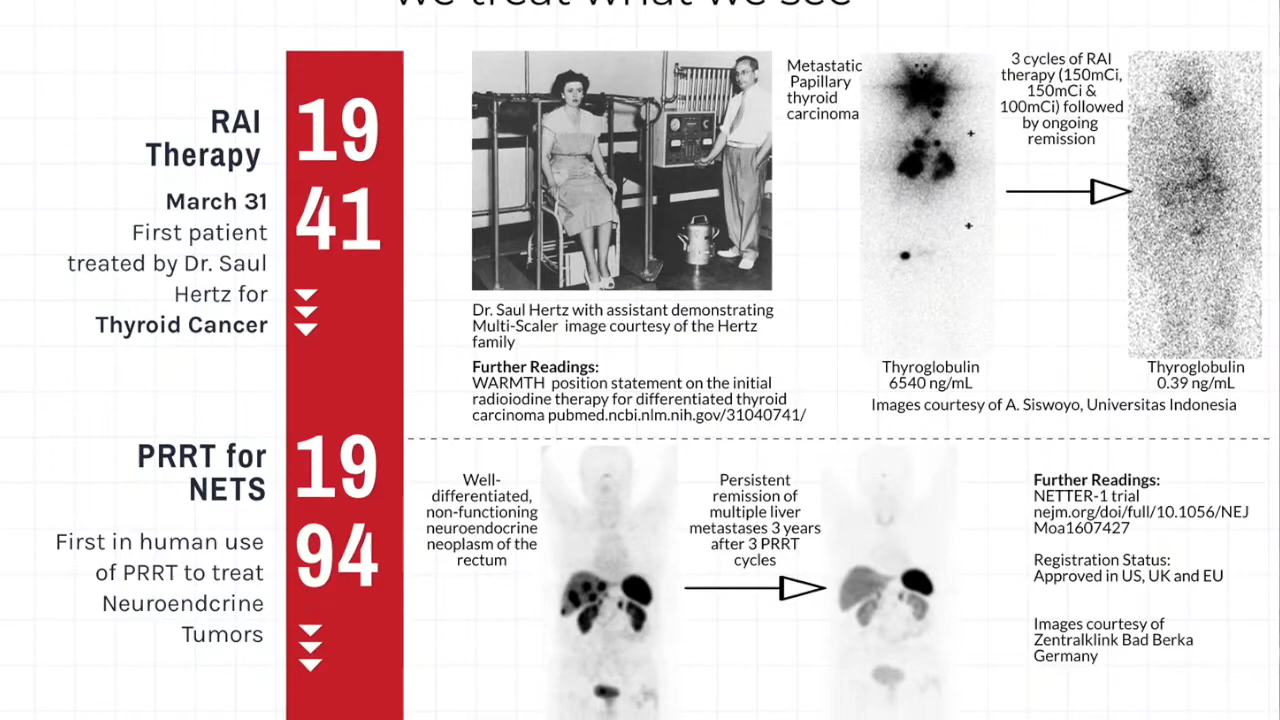 we treat what we see
RAI
Therapy
19
41
March 31
First patient
treated by Dr. Saul
Hertz for
Thyroid Cancer
Dr. Saul Hertz with assistant demonstrating
Multi-Scaler image courtesy of the Hertz
family
Further Readings:
WARMTH position statement on the initial
radioiodine therapy for differentiated thyroid
carcinoma pubmed.ncbi.nlm.nih.gov/31040741/
Metastatic
Papillary
thyroid
carcinoma
3 cycles of RAI
therapy (150mCi,
150mCi &
100mCi) followed
by ongoing
remission
Thyroglobulin
6540 ng/mL
Thyroglobulin
0.39 ng/mL
Images courtesy of A. Siswoyo, Universitas Indonesia
PRRT for
NETS
19
94
First in human use
of PRRT to treat
Neuroendcrine
Tumors
Well-
differentiated,
non-functioning
neuroendocrine
neoplasm of the
rectum
Persistent
remission of
multiple liver
metastases 3 years
after 3 PRRT
cycles
Further Readings:
NETTER-1 trial
nejm.org/doi/full/10.1056/NEJ
Moa1607427
Registration Status:
Approved in US, UK and EU
Images courtesy of
Zentralklink Bad Berka
Germany